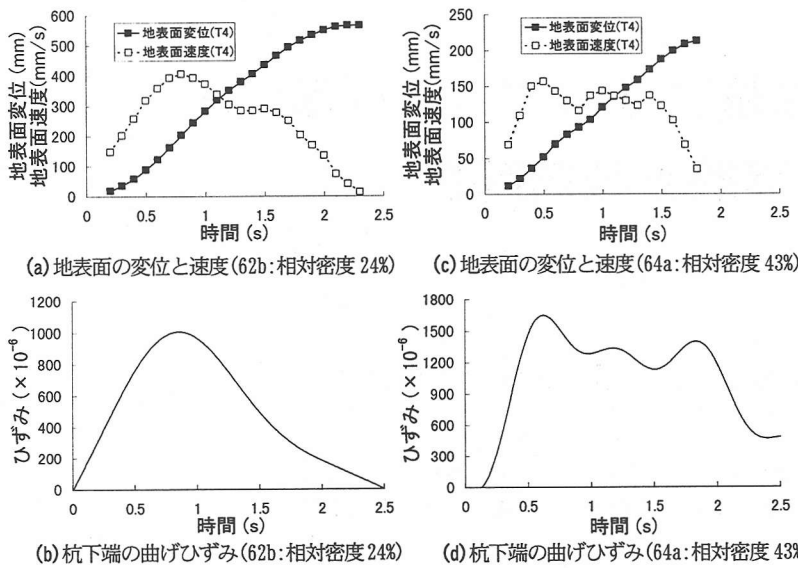 地表面変位(T4)
地表面速度(T4)
地表面変位 (mm)
地表面速度(mm/s)
600
500
400
300
200
100
0
0 0.5 1 1.5 2 2.5
時間 (s)
(a) 地表面の変位と速度(62b:相対密度 24%)
地表面変位(T4)
地表面速度(T4)
地表面変位 (mm)
地表面速度(mm/s)
250
200
150
100
50
0
0 0.5 1 1.5 2 2.5
時間 (s)
(c) 地表面の変位と速度(64a:相対密度 43%)
ひずみ (×10⁻⁶)
1200
1000
800
600
400
200
0
0 0.5 1 1.5 2 2.5
時間 (s)
(b) 杭下端の曲げひずみ(62b:相対密度 24%)
ひずみ (×10⁻⁶)
1800
1500
1200
900
600
300
0
0 0.5 1 1.5 2 2.5
時間 (s)
(d) 杭下端の曲げひずみ(64a:相対密度 43%